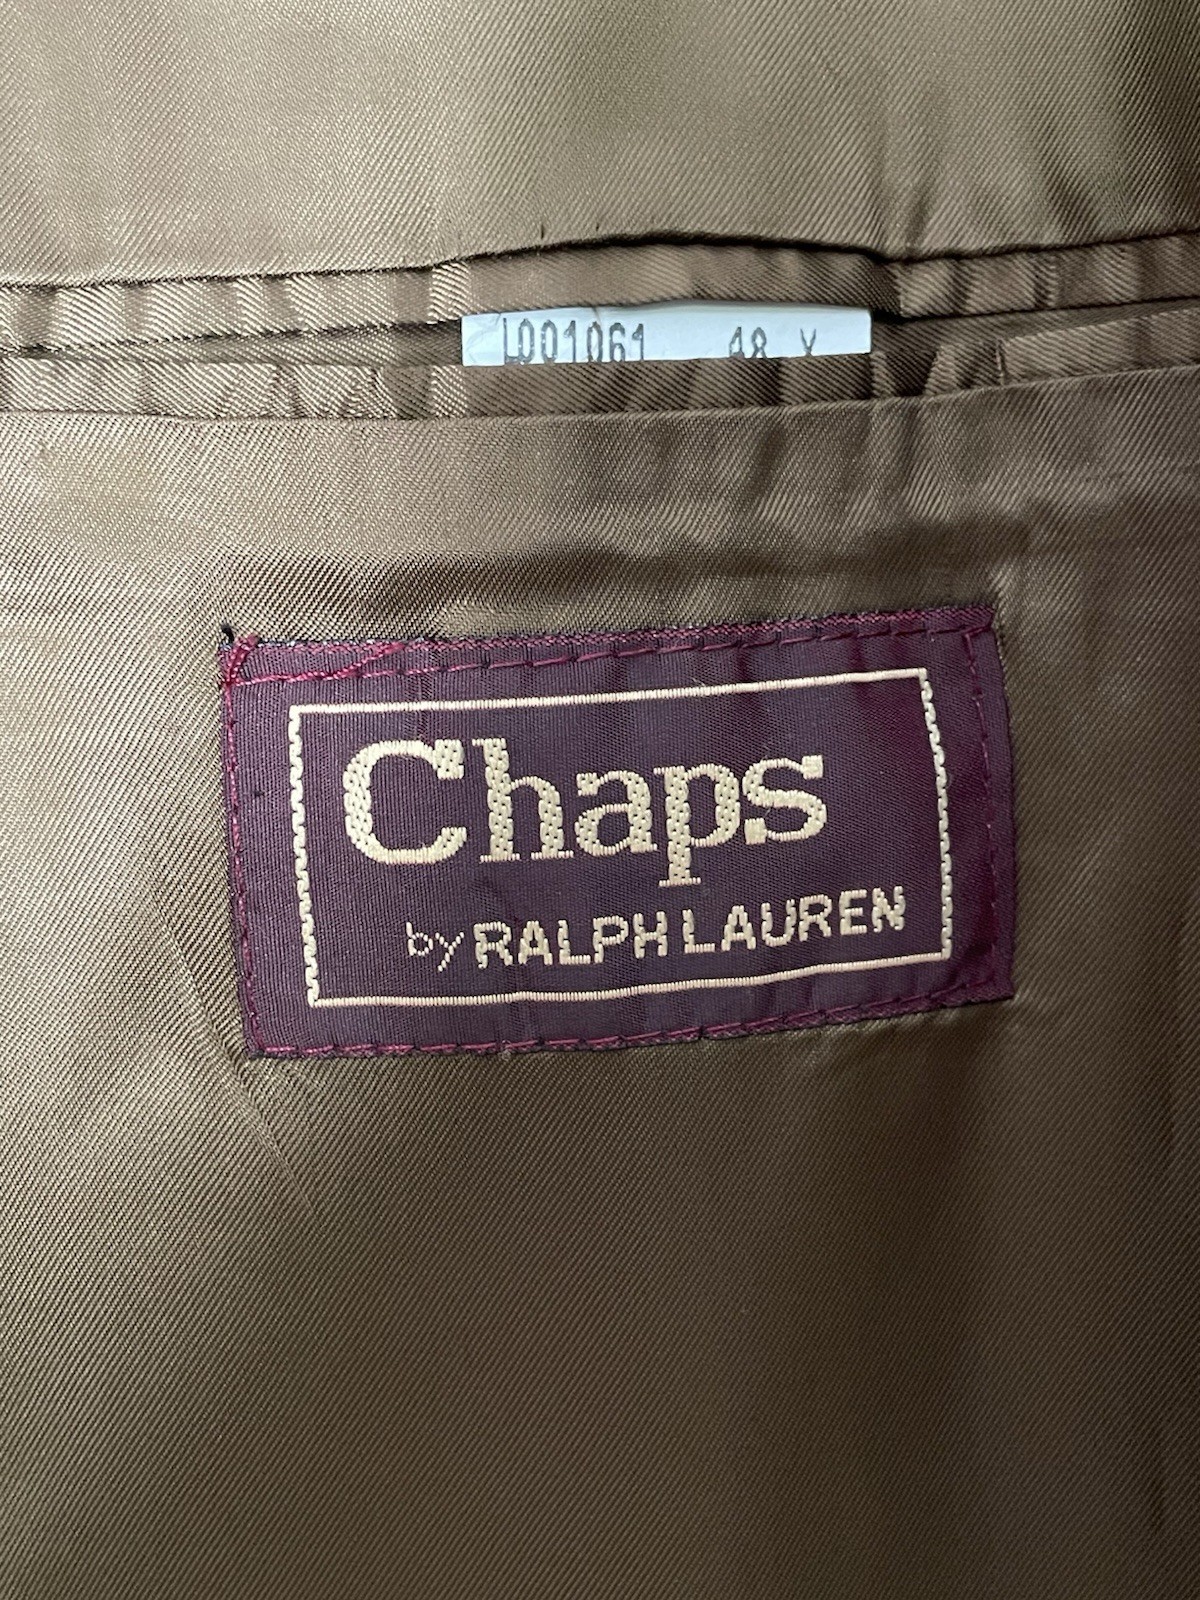 L001061 48 X
Chaps
by RALPH LAUREN